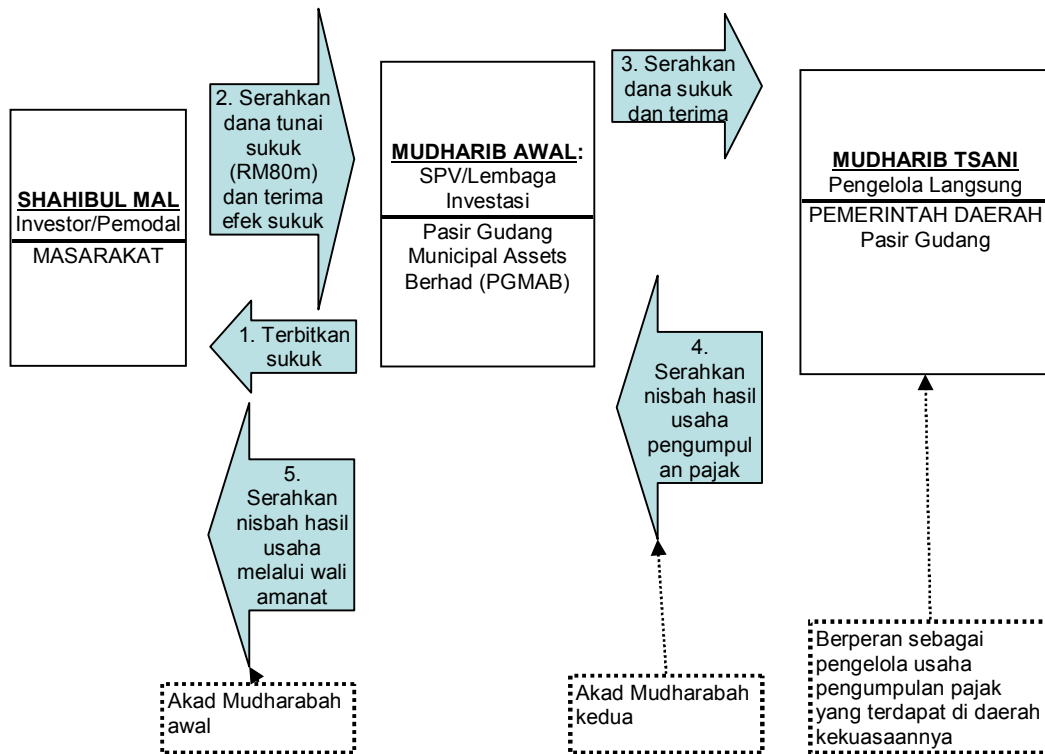 SHAHIBUL MAL
Investor/Pemodal
MASARAKAT
2. Serahkan
dana tunai
sukuk
(RM80m)
dan terima
efek sukuk
1. Terbitkan
sukuk
5.
Serahkan
nisbah hasil
usaha
melalui wali
amanat
Akad Mudharabah
awal
MUDHARIB AWAL:
SPV/Lembaga
Investasi
Pasir Gudang
Municipal Assets
Berhad (PGMAB)
3. Serahkan
dana sukuk
dan terima
4.
Serahkan
nisbah hasil
usaha
pengumpul
an pajak
Akad Mudharabah
kedua
MUDHARIB TSANI
Pengelola Langsung
PEMERINTAH DAERAH
Pasir Gudang
Berperan sebagai
pengelola usaha
pengumpulan pajak
yang terdapat di daerah
kekuasaannya